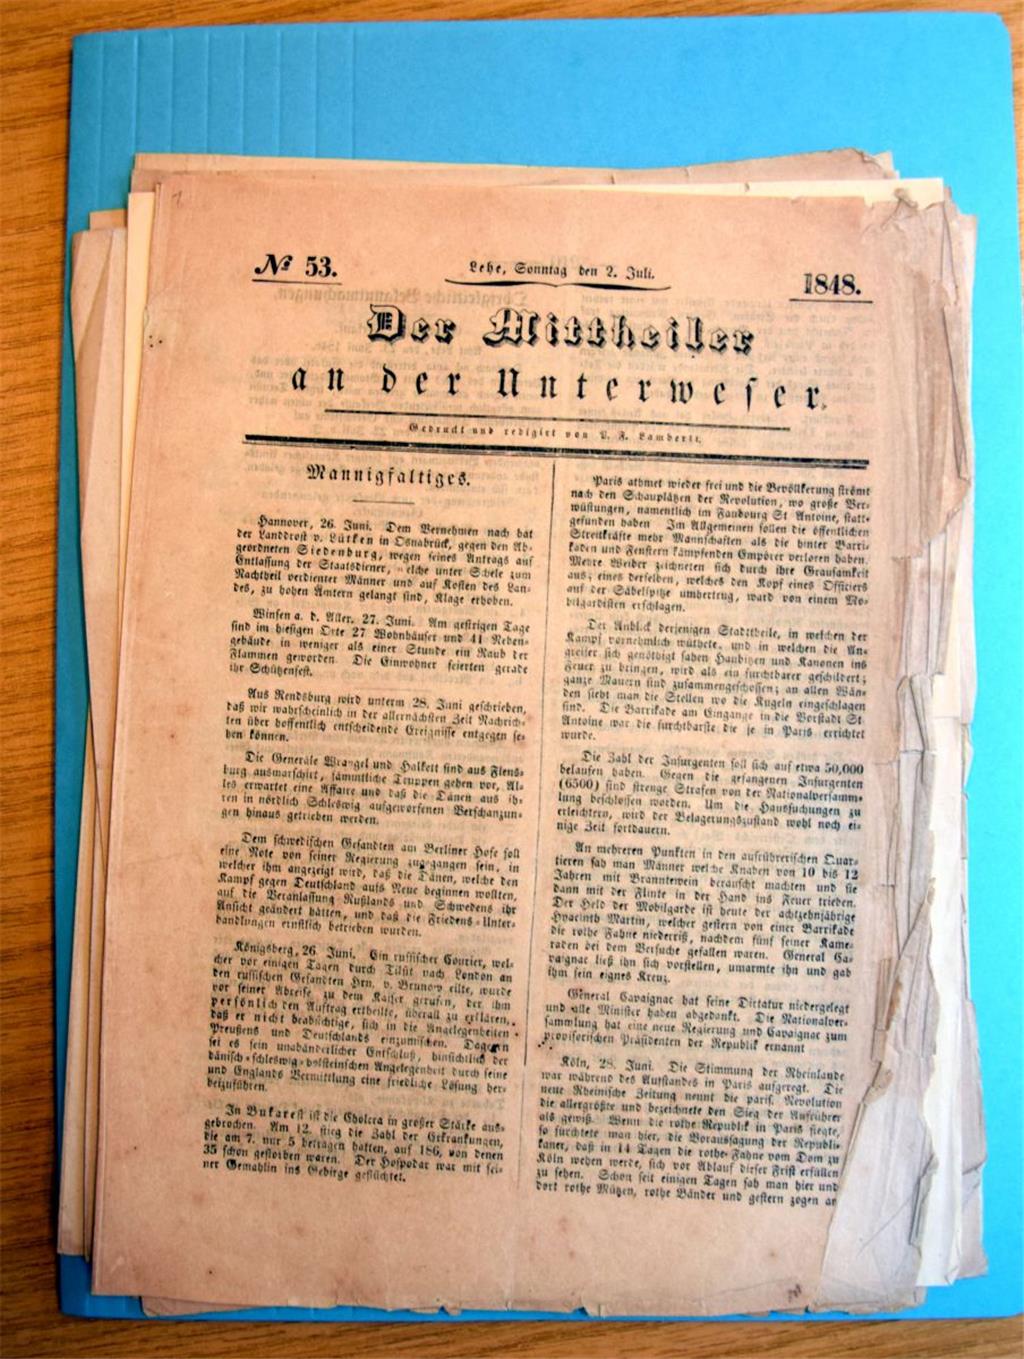 № 53.
Lehe, Sonntag den 2. Juli.
1848.
Der Mittheiler
an der Unterweser.
Gedruckt und redigirt von P. F. Lamberti.
Mannigfaltiges.
Hannover, 26. Juni. Dem Vernehmen nach hat
der Landdrost v. Lütken in Osnabrück, gegen den Ab-
geordneten Siedenburg, wegen seines Antrags auf
Entlassung der Staatsdiener, welche unter Schele zum
Nachtheil verdienter Männer und auf Kosten des Lan-
des, zu hohen Ämtern gelangt sind, Klage erhoben.
Winsen a. d. Aller, 27. Juni. Am gestrigen Tage
sind im hiesigen Orte 27 Wohnhäuser und 41 Neben-
gebäude in weniger als einer Stunde ein Raub der
Flammen geworden. Die Einwohner feierten gerade
ihr Schützenfest.
Aus Rendsburg wird unterm 28. Juni geschrieben,
daß wir wahrscheinlich in der allernächsten Zeit Nachrich-
ten über hoffentlich entscheidende Ereignisse entgegen se-
hen können.
Die Generale Wrangel und Halkett sind aus Flens-
burg ausmarschirt, sämmtliche Truppen gehen vor, Al-
les erwartet eine Affaire und daß die Dänen aus ih-
ren in nördlich Schleswig aufgeworfenen Verschanzun-
gen hinaus getrieben werden.
Dem schwedischen Gesandten am Berliner Hofe soll
eine Note von seiner Regierung zugegangen sein, in
welcher ihm angezeigt wird, daß die Dänen, welche den
Kampf gegen Deutschland aufs Neue beginnen wollten,
auf die Veranlassung Rußlands und Schwedens ihr
Ansicht geändert hätten, und daß die Friedens-Unter-
handlungen ernstlich betrieben wurden.
Königsberg, 26. Juni. Ein russischer Courier, wel-
cher vor einigen Tagen durch Tilsit nach London an
den russischen Gesandten Hrn. v. Brunow eilte, wurde
vor seiner Abreise zu dem Kaiser gerufen, der ihm
persönlich den Auftrag ertheilte, überall zu erklären,
daß er nicht beabsichtige, sich in die Angelegenheiten
Preußens und Deutschlands einzumischen. Dagegen
sei es sein unabänderlicher Entschluß, hinsichtlich der
dänisch-schleswig-holsteinischen Angelegenheit durch seine
und Englands Vermittlung eine friedliche Lösung her-
beizuführen.
In Bukarest ist die Cholera in großer Stärke aus-
gebrochen. Am 12. stieg die Zahl der Erkrankungen,
die am 7. nur 5 betragen hatten, auf 186, von denen
35 schon gestorben waren. Der Hospodar war mit sei-
ner Gemahlin ins Gebirge geflüchtet.
Paris athmet wieder frei und die Bevölkerung strömt
nach den Schauplätzen der Revolution, wo große Ver-
wüstungen, namentlich im Faubourg St Antoine, statt-
gefunden haben Im Allgemeinen sollen die öffentlichen
Streitkräfte mehr Mannschaften als die hinter Barri-
kaden und Fenstern kämpfenden Empörer verloren haben.
Mehre Weiber zeichneten sich durch ihre Grausamkeit
aus; eines derselben, welches den Kopf eines Officiers
auf der Säbelspitze umhertrug, ward von einem Mo-
bilgardisten erschlagen.
Der Anblick derjenigen Stadttheile, in welchen der
Kampf vornehmlich wüthete, und in welchen die An-
greifer sich genöthigt sahen Haubitzen und Kanonen ins
Feuer zu bringen, wird als ein furchtbarer geschildert;
ganze Mauern sind zusammengeschossen; an allen Wän-
den sieht man die Stellen wo die Kugeln eingeschlagen
sind. Die Barrikade am Eingange in die Vorstadt St
Antoine war die furchtbarste die je in Paris errichtet
wurde.
Die Zahl der Insurgenten soll sich auf etwa 50,000
belaufen haben. Gegen die gefangenen Insurgenten
(6500) sind strenge Strafen von der Nationalversamm-
lung beschlossen worden. Um die Haussuchungen zu
erleichtern, wird der Belagerungszustand wohl noch ei-
nige Zeit fortdauern.
An mehreren Punkten in den aufrührerischen Quar-
tieren sah man Männer welche Knaben von 10 bis 12
Jahren mit Branntewein berauscht machten und sie
dann mit der Flinte in der Hand ins Feuer trieben.
Der Held der Mobilgarde ist heute der achtzehnjährige
Hyacinth Martin, welcher gestern von einer Barrikade
die rothe Fahne niederriß, nachdem fünf seiner Kame-
raden bei dem Versuche gefallen waren. General Ca-
vaignac ließ ihn sich vorstellen, umarmte ihn und gab
ihm sein eignes Kreuz.
General Cavaignac hat seine Dictatur niedergelegt
und alle Minister haben abgedankt. Die Nationalver-
sammlung hat eine neue Regierung und Cavaignac zum
provisorischen Präsidenten der Republik ernannt
Köln, 28. Juni. Die Stimmung der Rheinlande
war während des Aufstandes in Paris aufgeregt. Die
neue Rheinische Zeitung nennt die paris. Revolution
die allergrößte und bezeichnete den Sieg der Aufrührer
als gewiß. Wenn die rothe Republik in Paris siegte,
so fürchtete man hier, die Voraussagung der Republi-
kaner, daß in 14 Tagen die rothe Fahne vom Dom zu
Köln wehen werde, sich vor Ablauf dieser Frist erfüllen
zu sehen. Schon seit einigen Tagen sah man hier und
dort rothe Mützen, rothe Bänder und gestern zogen ar